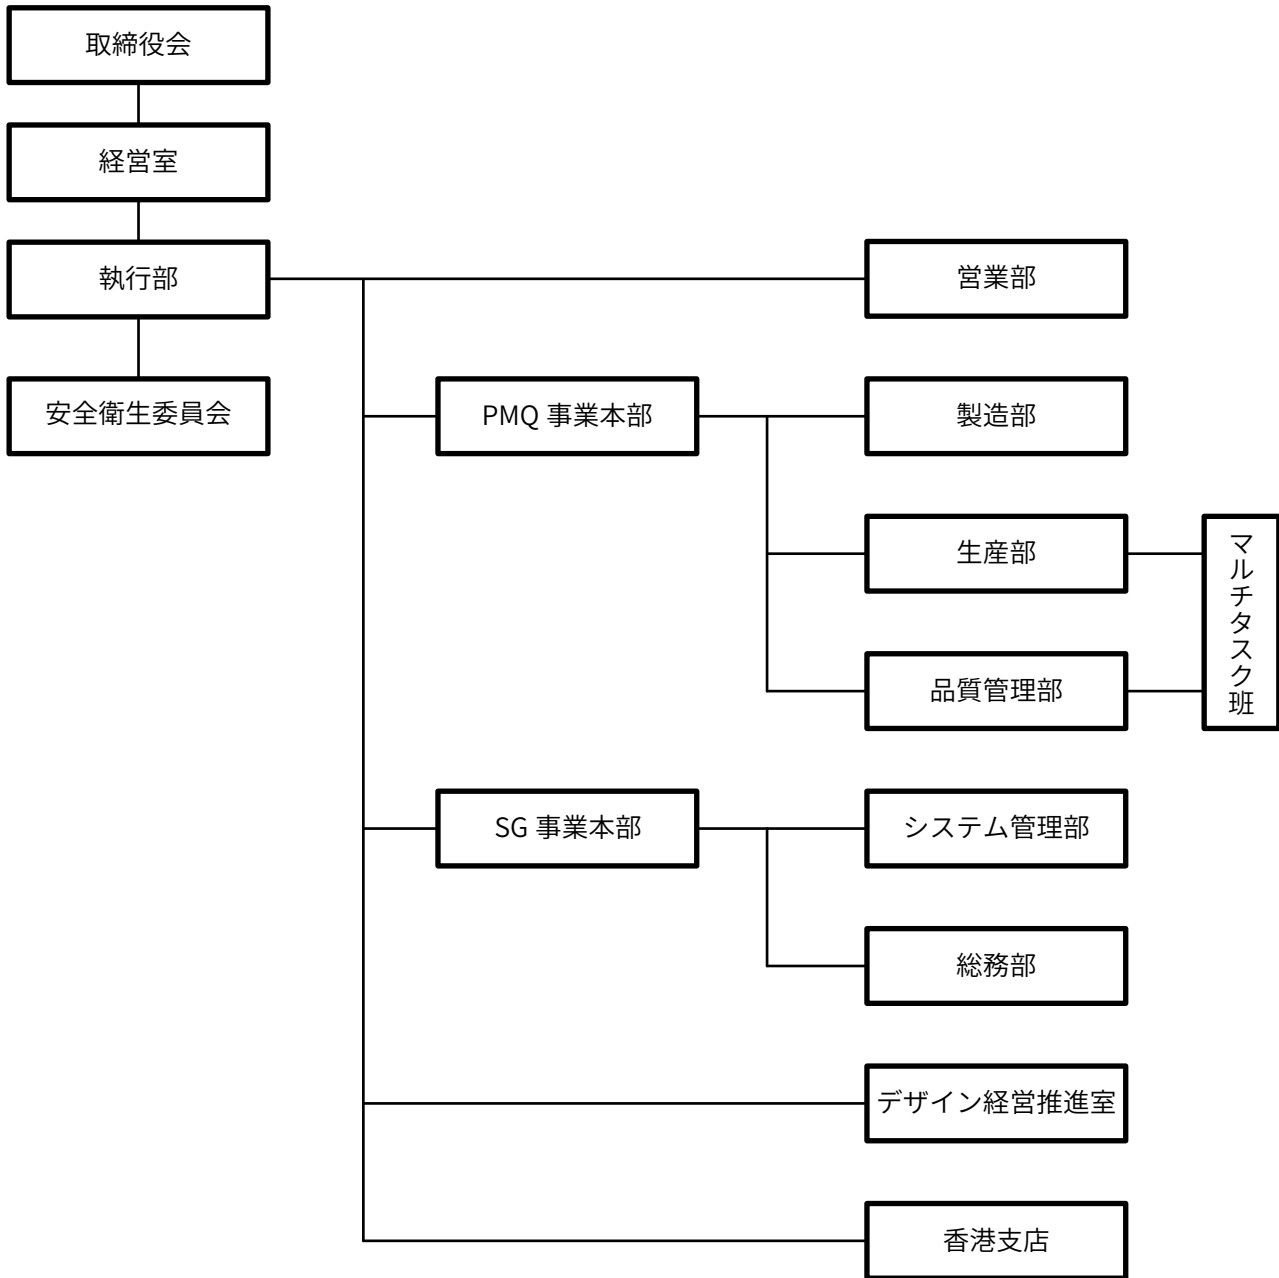 取締役会
経営室
執行部
営業部
安全衛生委員会
PMQ 事業本部
製造部
生産部
マルチタスク班
品質管理部
SG 事業本部
システム管理部
総務部
デザイン経営推進室
香港支店